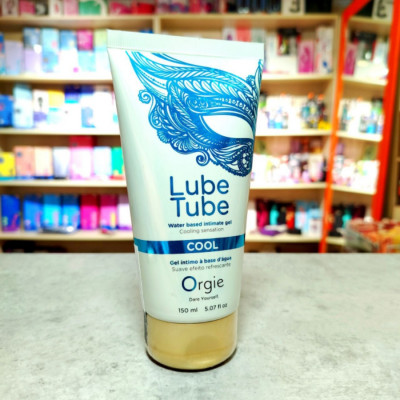 Lube
Tube
Water based intimate gel
Cooling sensation
COOL
Gel íntimo à base d'água
Suave efeito refrescante
Orgie
Dare Yourself!
150 ml 5.07 fl oz